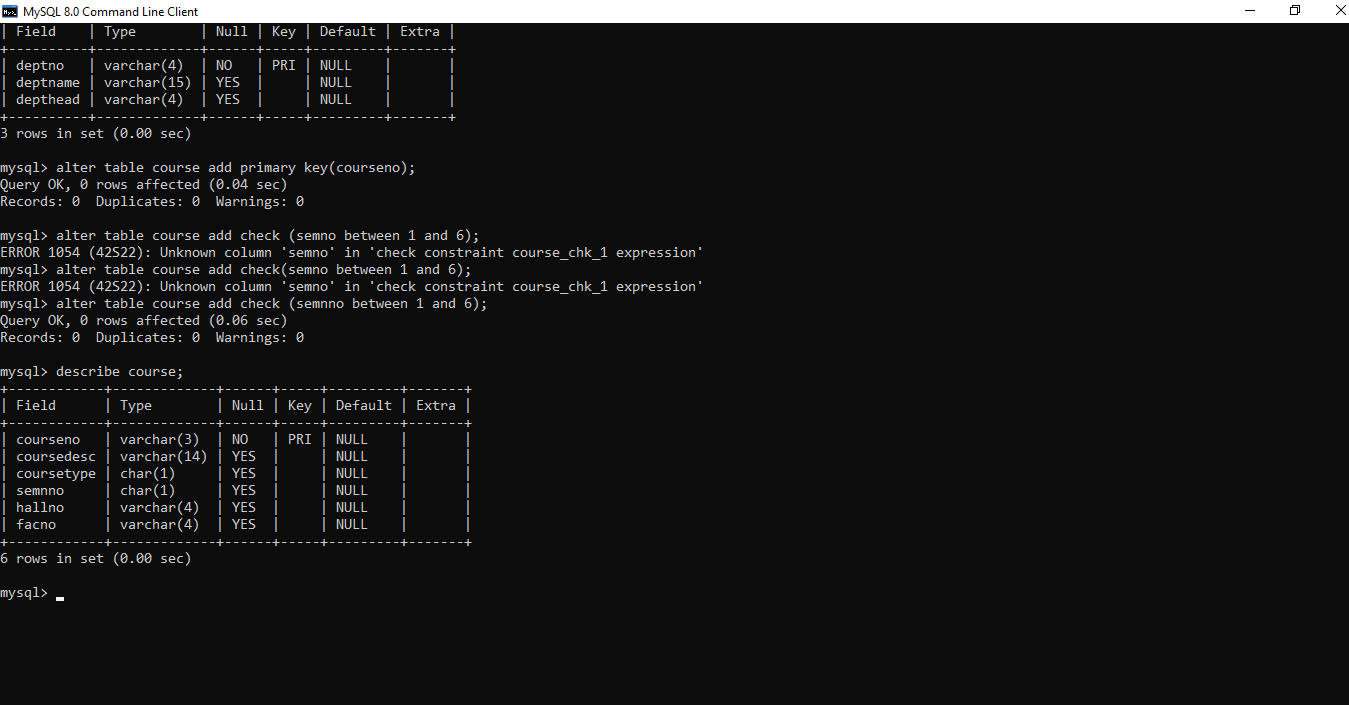 MySQL 8.0 Command Line Client
| Field    | Type        | Null | Key | Default | Extra |
+----------+-------------+------+-----+---------+-------+
| deptno   | varchar(4)  | NO   | PRI | NULL    |       |
| deptname | varchar(15) | YES  |     | NULL    |       |
| depthead | varchar(4)  | YES  |     | NULL    |       |
+----------+-------------+------+-----+---------+-------+
3 rows in set (0.00 sec)

mysql> alter table course add primary key(courseno);
Query OK, 0 rows affected (0.04 sec)
Records: 0  Duplicates: 0  Warnings: 0

mysql> alter table course add check (semno between 1 and 6);
ERROR 1054 (42S22): Unknown column 'semno' in 'check constraint course_chk_1 expression'
mysql> alter table course add check(semno between 1 and 6);
ERROR 1054 (42S22): Unknown column 'semno' in 'check constraint course_chk_1 expression'
mysql> alter table course add check (semnno between 1 and 6);
Query OK, 0 rows affected (0.06 sec)
Records: 0  Duplicates: 0  Warnings: 0

mysql> describe course;
+------------+-------------+------+-----+---------+-------+
| Field      | Type        | Null | Key | Default | Extra |
+------------+-------------+------+-----+---------+-------+
| courseno   | varchar(3)  | NO   | PRI | NULL    |       |
| coursedesc | varchar(14) | YES  |     | NULL    |       |
| coursetype | char(1)     | YES  |     | NULL    |       |
| semnno     | char(1)     | YES  |     | NULL    |       |
| hallno     | varchar(4)  | YES  |     | NULL    |       |
| facno      | varchar(4)  | YES  |     | NULL    |       |
+------------+-------------+------+-----+---------+-------+
6 rows in set (0.00 sec)

mysql> _